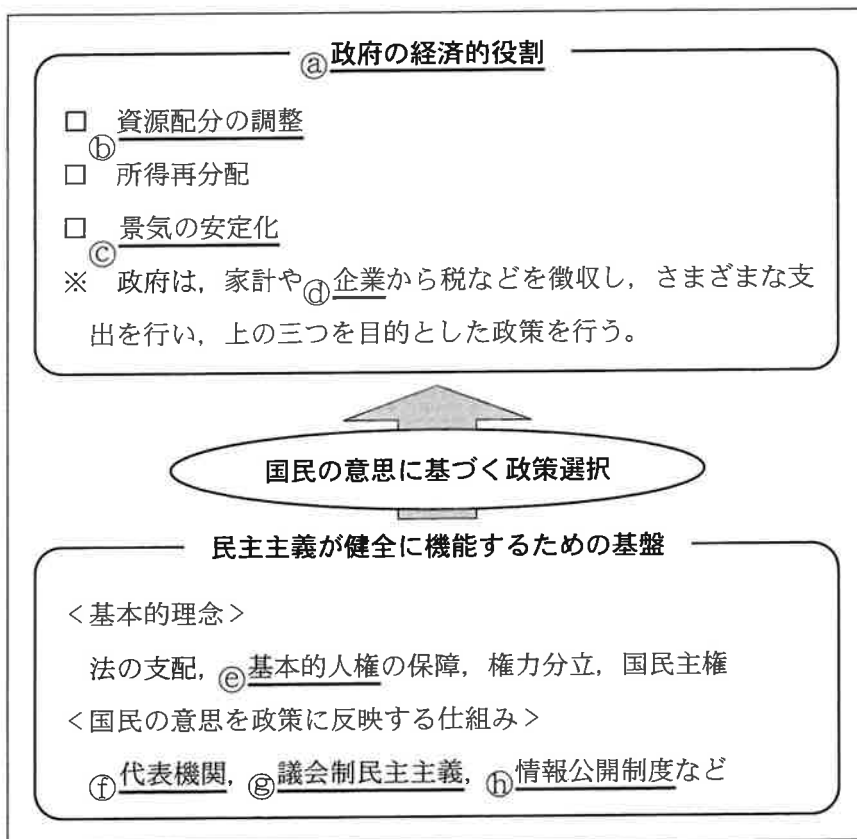 ⓐ政府の経済的役割
□ ⓑ資源配分の調整
□ 所得再分配
□ ⓒ景気の安定化
※ 政府は，家計やⓓ企業から税などを徴収し，さまざまな支
出を行い，上の三つを目的とした政策を行う。
国民の意思に基づく政策選択
民主主義が健全に機能するための基盤
＜基本的理念＞
法の支配，ⓔ基本的人権の保障，権力分立，国民主権
＜国民の意思を政策に反映する仕組み＞
ⓕ代表機関，ⓖ議会制民主主義，ⓗ情報公開制度など